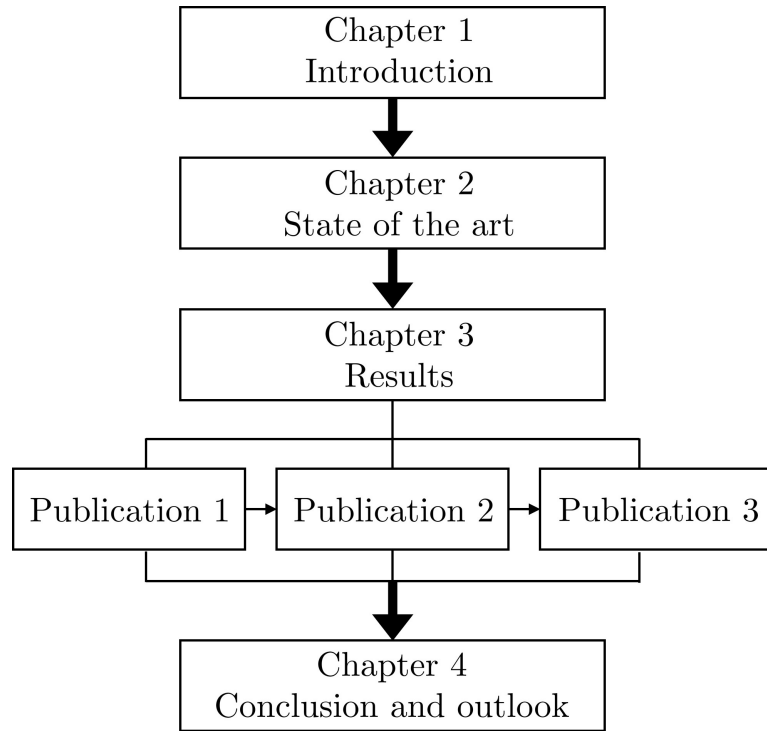 Chapter 1
Introduction
Chapter 2
State of the art
Chapter 3
Results
Publication 1
Publication 2
Publication 3
Chapter 4
Conclusion and outlook